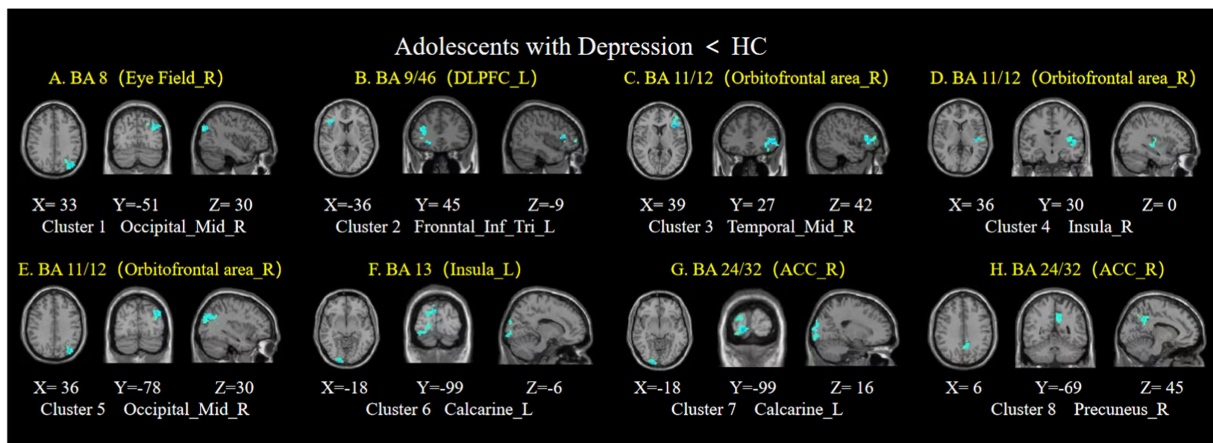 Adolescents with Depression < HC
A. BA 8 (Eye Field_R)
B. BA 9/46 (DLPFC_L)
C. BA 11/12 (Orbitofrontal area_R)
D. BA 11/12 (Orbitofrontal area_R)
X= 33 Y=-51 Z= 30
Cluster 1 Occipital_Mid_R
X=-36 Y= 45 Z=-9
Cluster 2 Fronntal_Inf_Tri_L
X= 39 Y= 27 Z= 42
Cluster 3 Temporal_Mid_R
X= 36 Y= 30 Z= 0
Cluster 4 Insula_R
E. BA 11/12 (Orbitofrontal area_R)
F. BA 13 (Insula_L)
G. BA 24/32 (ACC_R)
H. BA 24/32 (ACC_R)
X= 36 Y=-78 Z=30
Cluster 5 Occipital_Mid_R
X=-18 Y=-99 Z=-6
Cluster 6 Calcarine_L
X=-18 Y=-99 Z= 16
Cluster 7 Calcarine_L
X= 6 Y=-69 Z= 45
Cluster 8 Precuneus_R